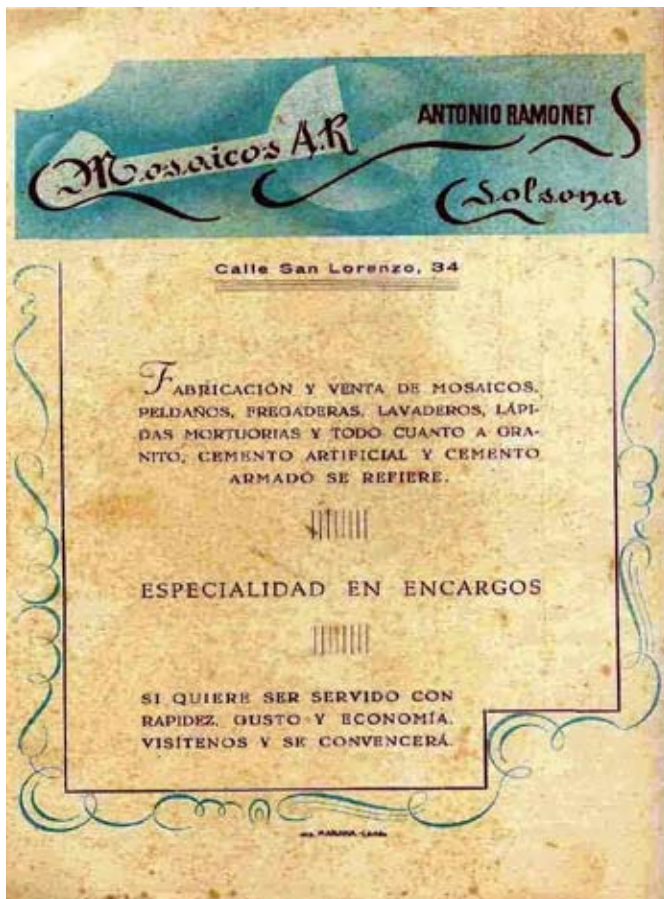 Mosaicos A.R
ANTONIO RAMONET
Solsona
Calle San Lorenzo, 34
FABRICACIÓN Y VENTA DE MOSAICOS,
PELDAÑOS, FREGADERAS, LAVADEROS, LÁPI-
DAS MORTUORIAS Y TODO CUANTO A GRA-
NITO, CEMENTO ARTIFICIAL Y CEMENTO
ARMADO SE REFIERE.
ESPECIALIDAD EN ENCARGOS
SI QUIERE SER SERVIDO CON
RAPIDEZ, GUSTO Y ECONOMÍA,
VISÍTENOS Y SE CONVENCERÁ.